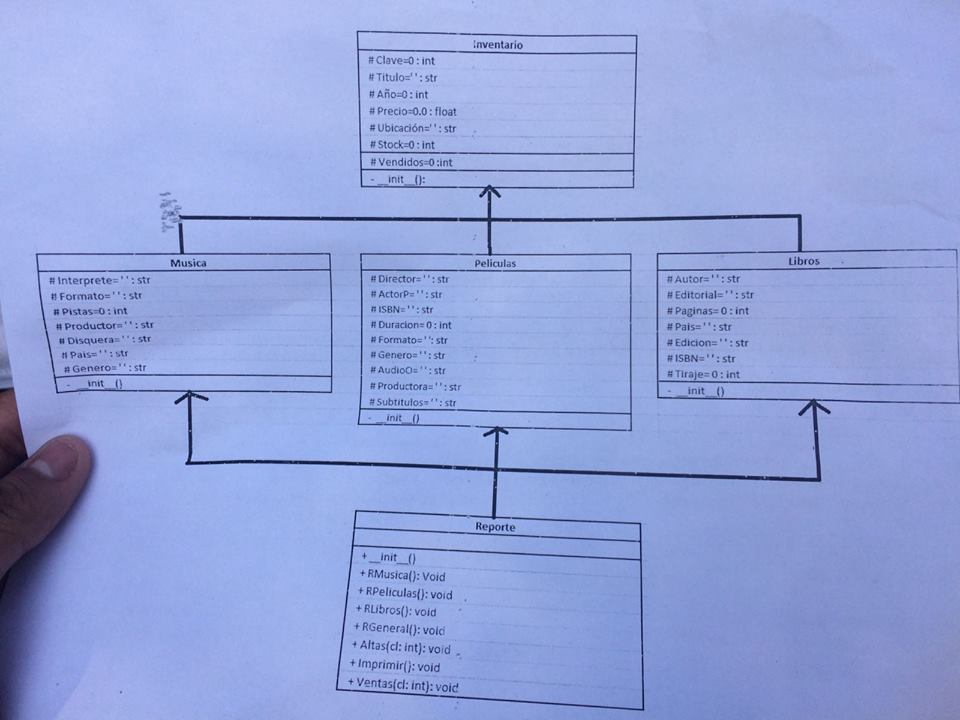 Inventario
# Clave=0 : int
# Titulo='' : str
# Año=0 : int
# Precio=0.0 : float
# Ubicación='' : str
# Stock=0 : int
# Vendidos=0 :int
- __init__():
Musica
# Interprete='' : str
# Formato='' : str
# Pistas=0 : int
# Productor='' : str
# Disquera='' : str
# Pais='' : str
# Genero='' : str
- __init__()
Peliculas
# Director='' : str
# ActorP='' : str
# ISBN='' : str
# Duracion= 0 : int
# Formato='': str
# Genero='' : str
# AudioO='' : str
# Productora='' : str
# Subtitulos='' : str
- __init__()
Libros
# Autor='' : str
# Editorial='' : str
# Paginas= 0 : int
# Pais='' : str
# Edicion='' : str
# ISBN='' : str
# Tiraje= 0 : int
- __init__()
Reporte
+ __init__()
+ RMusica(): Void
+ RPeliculas(): void
+ RLibros(): void
+ RGeneral(): void
+ Altas(cl: int): void
+ Imprimir(): void
+ Ventas(cl: int): void